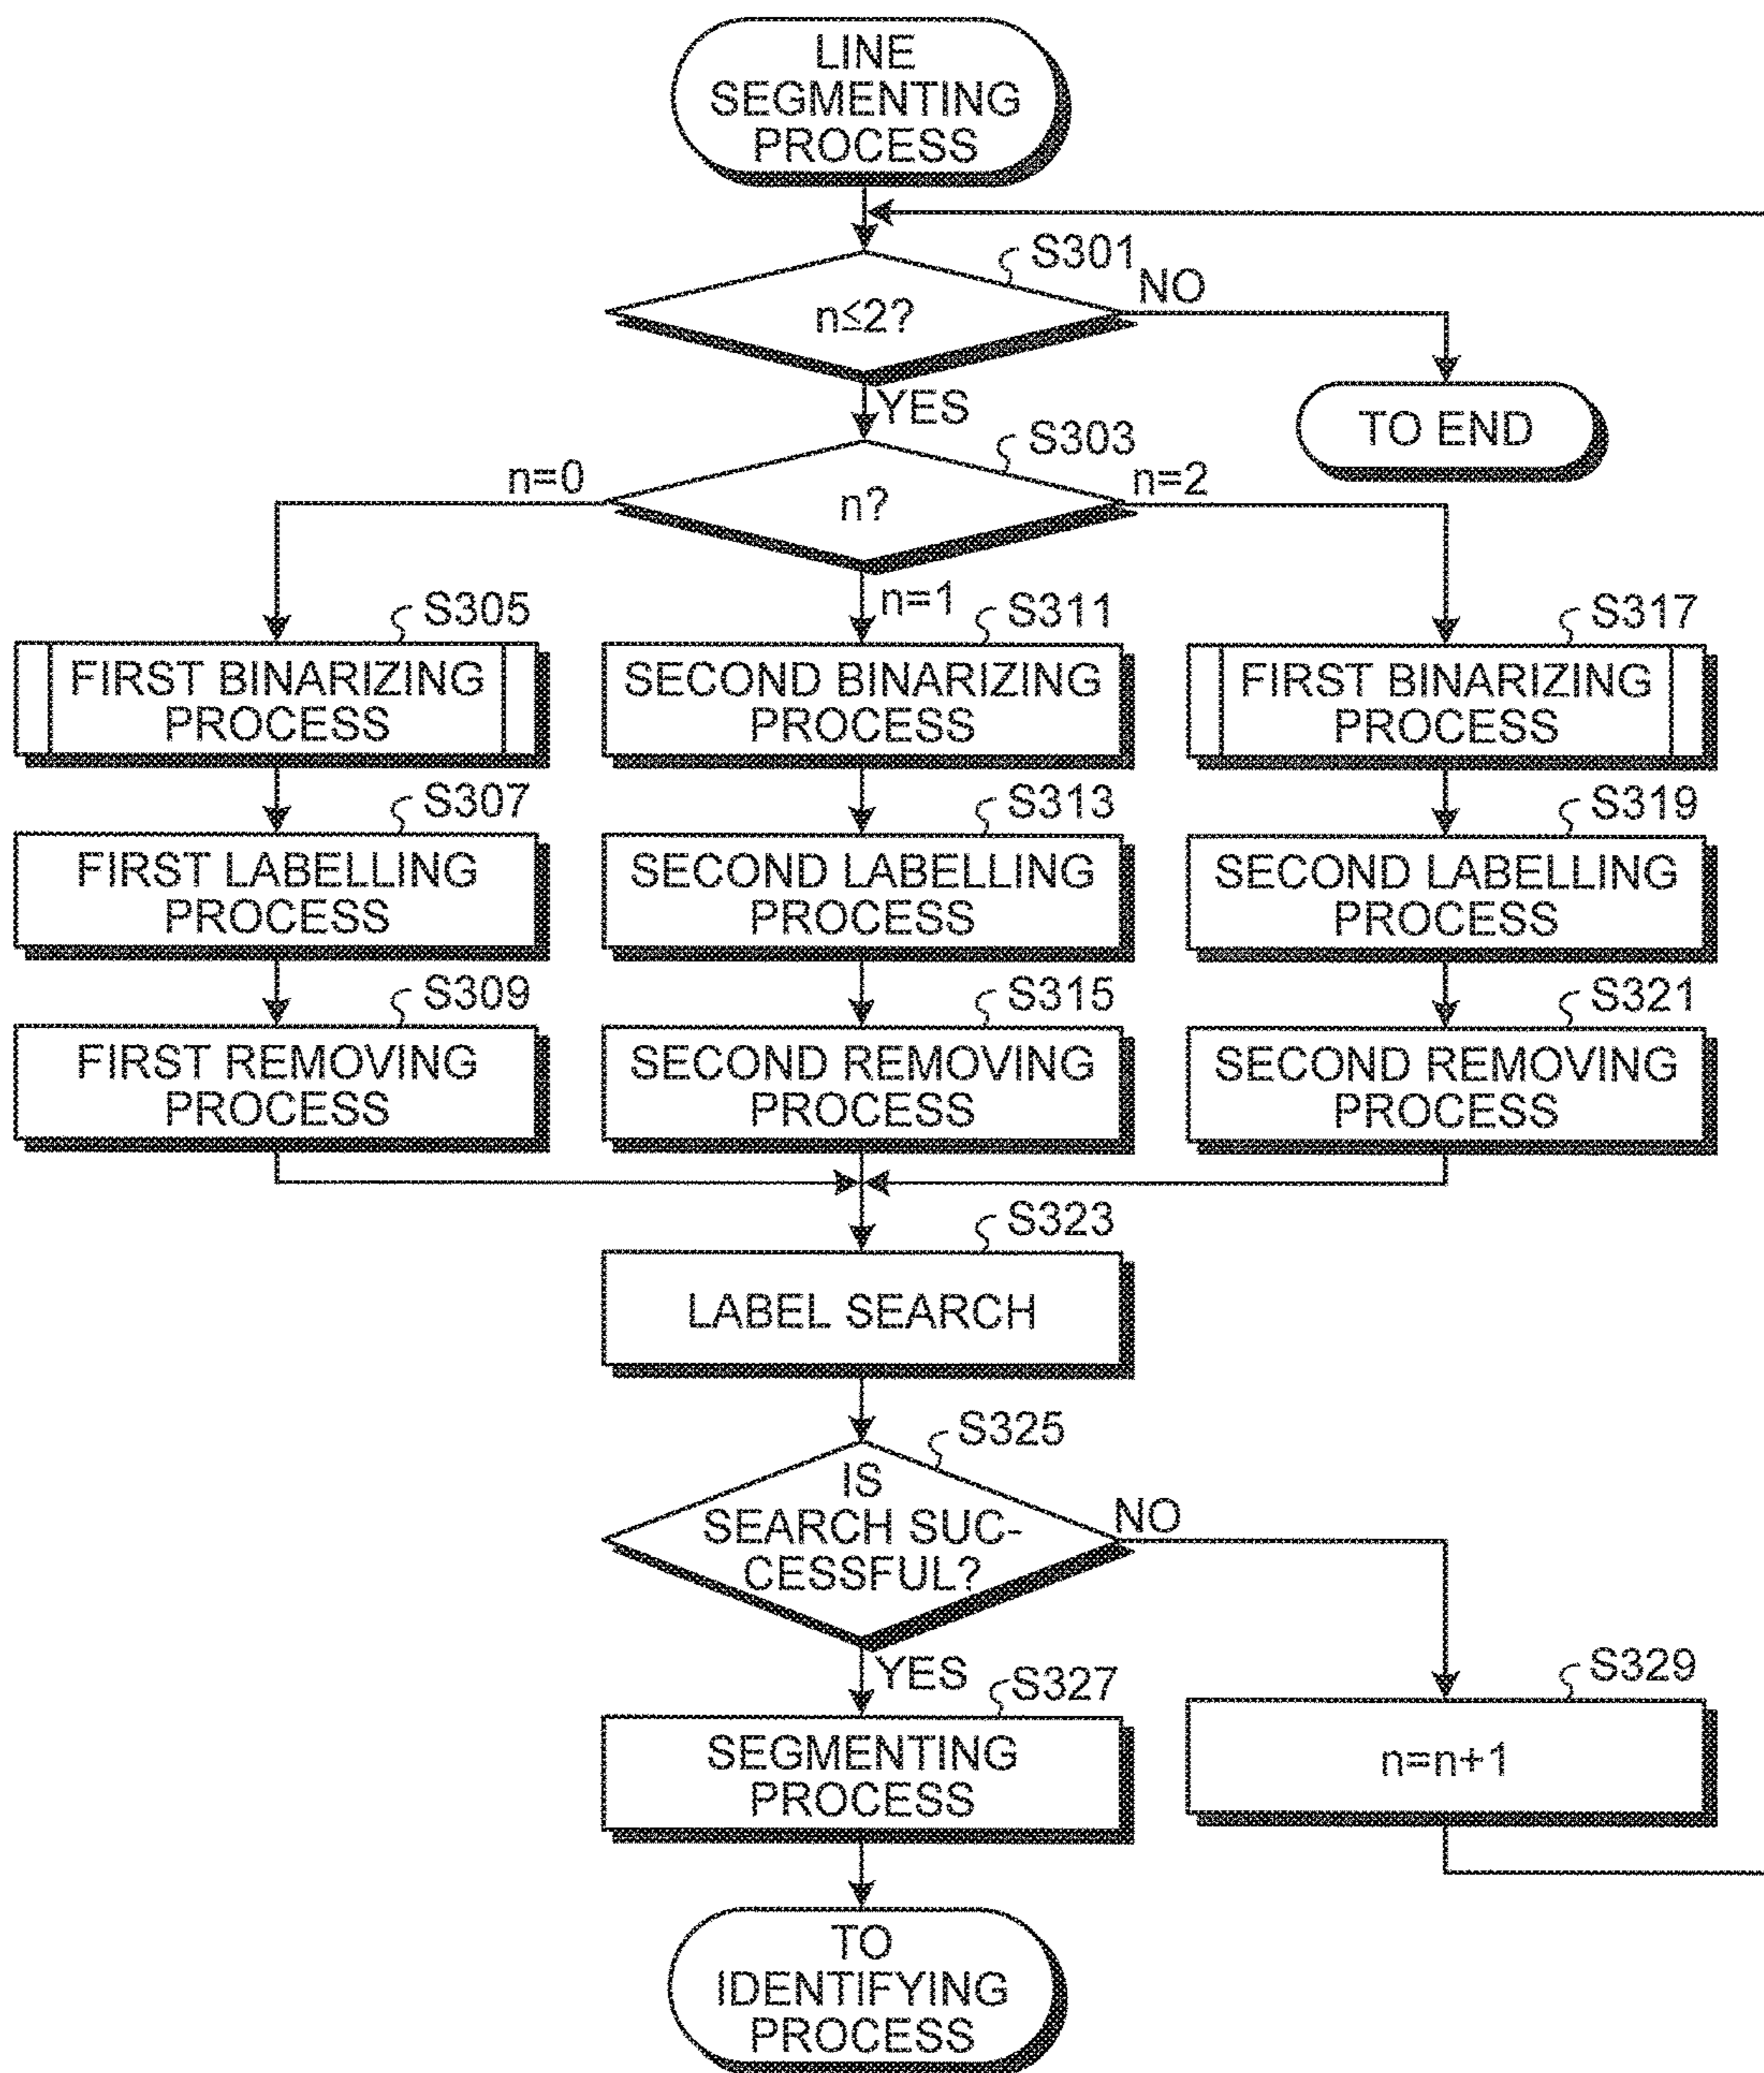 LINE
SEGMENTING
PROCESS
S301
NO
n≤2?
YES
TO END
S303
n=0
n=2
n?
n=1
S305
S311
S317
FIRST BINARIZING
PROCESS
SECOND BINARIZING
PROCESS
FIRST BINARIZING
PROCESS
S307
S313
S319
FIRST LABELLING
PROCESS
SECOND LABELLING
PROCESS
SECOND LABELLING
PROCESS
S309
S315
S321
FIRST REMOVING
PROCESS
SECOND REMOVING
PROCESS
SECOND REMOVING
PROCESS
S323
LABEL SEARCH
S325
IS
SEARCH SUC-
CESSFUL?
NO
YES
S327
S329
SEGMENTING
PROCESS
n=n+1
TO
IDENTIFYING
PROCESS